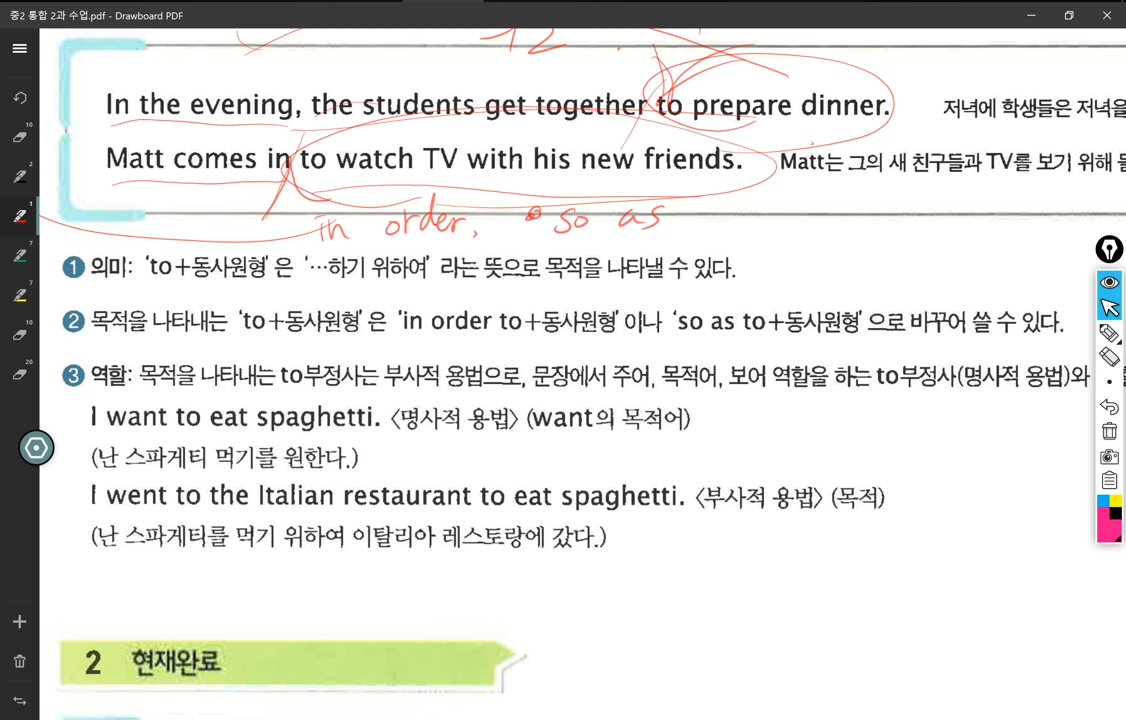 중2 통합 2과 수업.pdf - Drawboard PDF
12
In the evening, the students get together to prepare dinner. 저녁에 학생들은 저녁을
Matt comes in to watch TV with his new friends. Matt는 그의 새 친구들과 TV를 보기 위해
in order, so as
1 의미: ‘to+동사원형’은 ‘…하기 위하여’ 라는 뜻으로 목적을 나타낼 수 있다.
2 목적을 나타내는 ‘to+동사원형’은 ‘in order to+동사원형’이나 ‘so as to+동사원형’으로 바꾸어 쓸 수 있다.
3 역할: 목적을 나타내는 to부정사는 부사적 용법으로, 문장에서 주어, 목적어, 보어 역할을 하는 to부정사(명사적 용법)와
I want to eat spaghetti. 〈명사적 용법〉 (want의 목적어)
(난 스파게티 먹기를 원한다.)
I went to the Italian restaurant to eat spaghetti. 〈부사적 용법〉 (목적)
(난 스파게티를 먹기 위하여 이탈리아 레스토랑에 갔다.)
2 현재완료
10
2
1
7
7
10
20